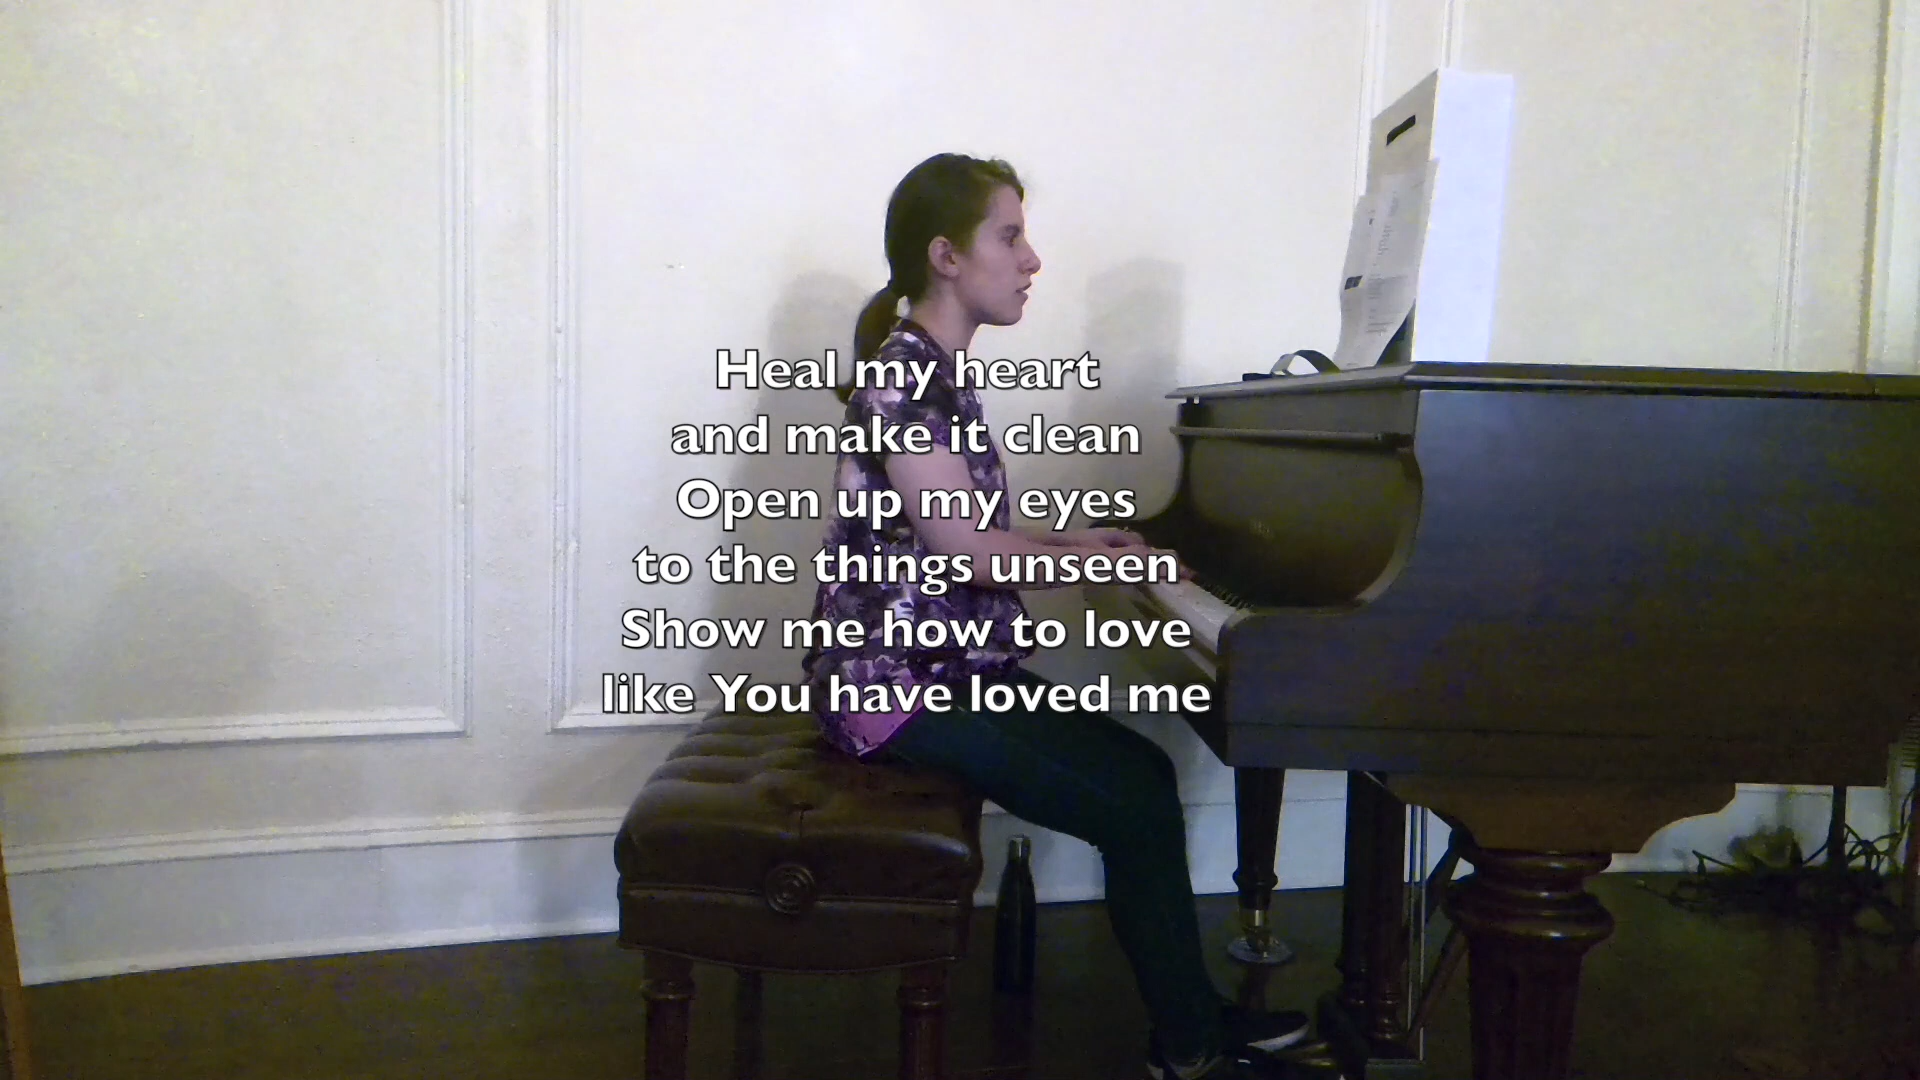 Heal my heart
and make it clean
Open up my eyes
to the things unseen
Show me how to love
like You have loved me